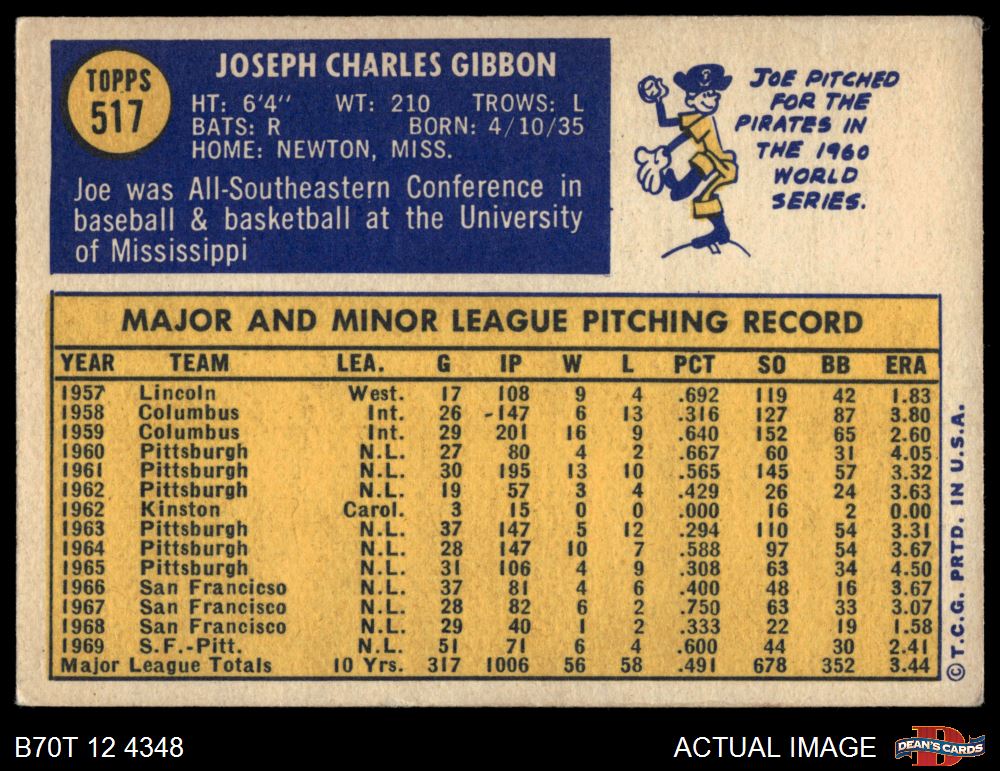 TOPPS
517
JOSEPH CHARLES GIBBON
HT: 6'4" WT: 210 TROWS: L
BATS: R BORN: 4/10/35
HOME: NEWTON, MISS.
Joe was All-Southeastern Conference in
baseball & basketball at the University
of Mississippi
JOE PITCHED
FOR THE
PIRATES IN
THE 1960
WORLD
SERIES.
MAJOR AND MINOR LEAGUE PITCHING RECORD
YEAR TEAM LEA. G IP W L PCT SO BB ERA
1957 Lincoln West. 17 108 9 4 .692 119 42 1.83
1958 Columbus Int. 26 147 6 13 .316 127 87 3.80
1959 Columbus Int. 29 201 16 9 .640 152 65 2.60
1960 Pittsburgh N.L. 27 80 4 2 .667 60 31 4.05
1961 Pittsburgh N.L. 30 195 13 10 .565 145 57 3.32
1962 Pittsburgh N.L. 19 57 3 4 .429 26 24 3.63
1962 Kinston Carol. 3 15 0 0 .000 16 2 0.00
1963 Pittsburgh N.L. 37 147 5 12 .294 110 54 3.31
1964 Pittsburgh N.L. 28 147 10 7 .588 97 54 3.67
1965 Pittsburgh N.L. 31 106 4 9 .308 63 34 4.50
1966 San Francicso N.L. 37 81 4 6 .400 48 16 3.67
1967 San Francisco N.L. 28 82 6 2 .750 63 33 3.07
1968 San Francisco N.L. 29 40 1 2 .333 22 19 1.58
1969 S.F.-Pitt. N.L. 51 71 6 4 .600 44 30 2.41
Major League Totals 10 Yrs. 317 1006 56 58 .491 678 352 3.44
© T.C.G. PRTD. IN U.S.A.
B70T 12 4348
ACTUAL IMAGE
DEAN'S CARDS